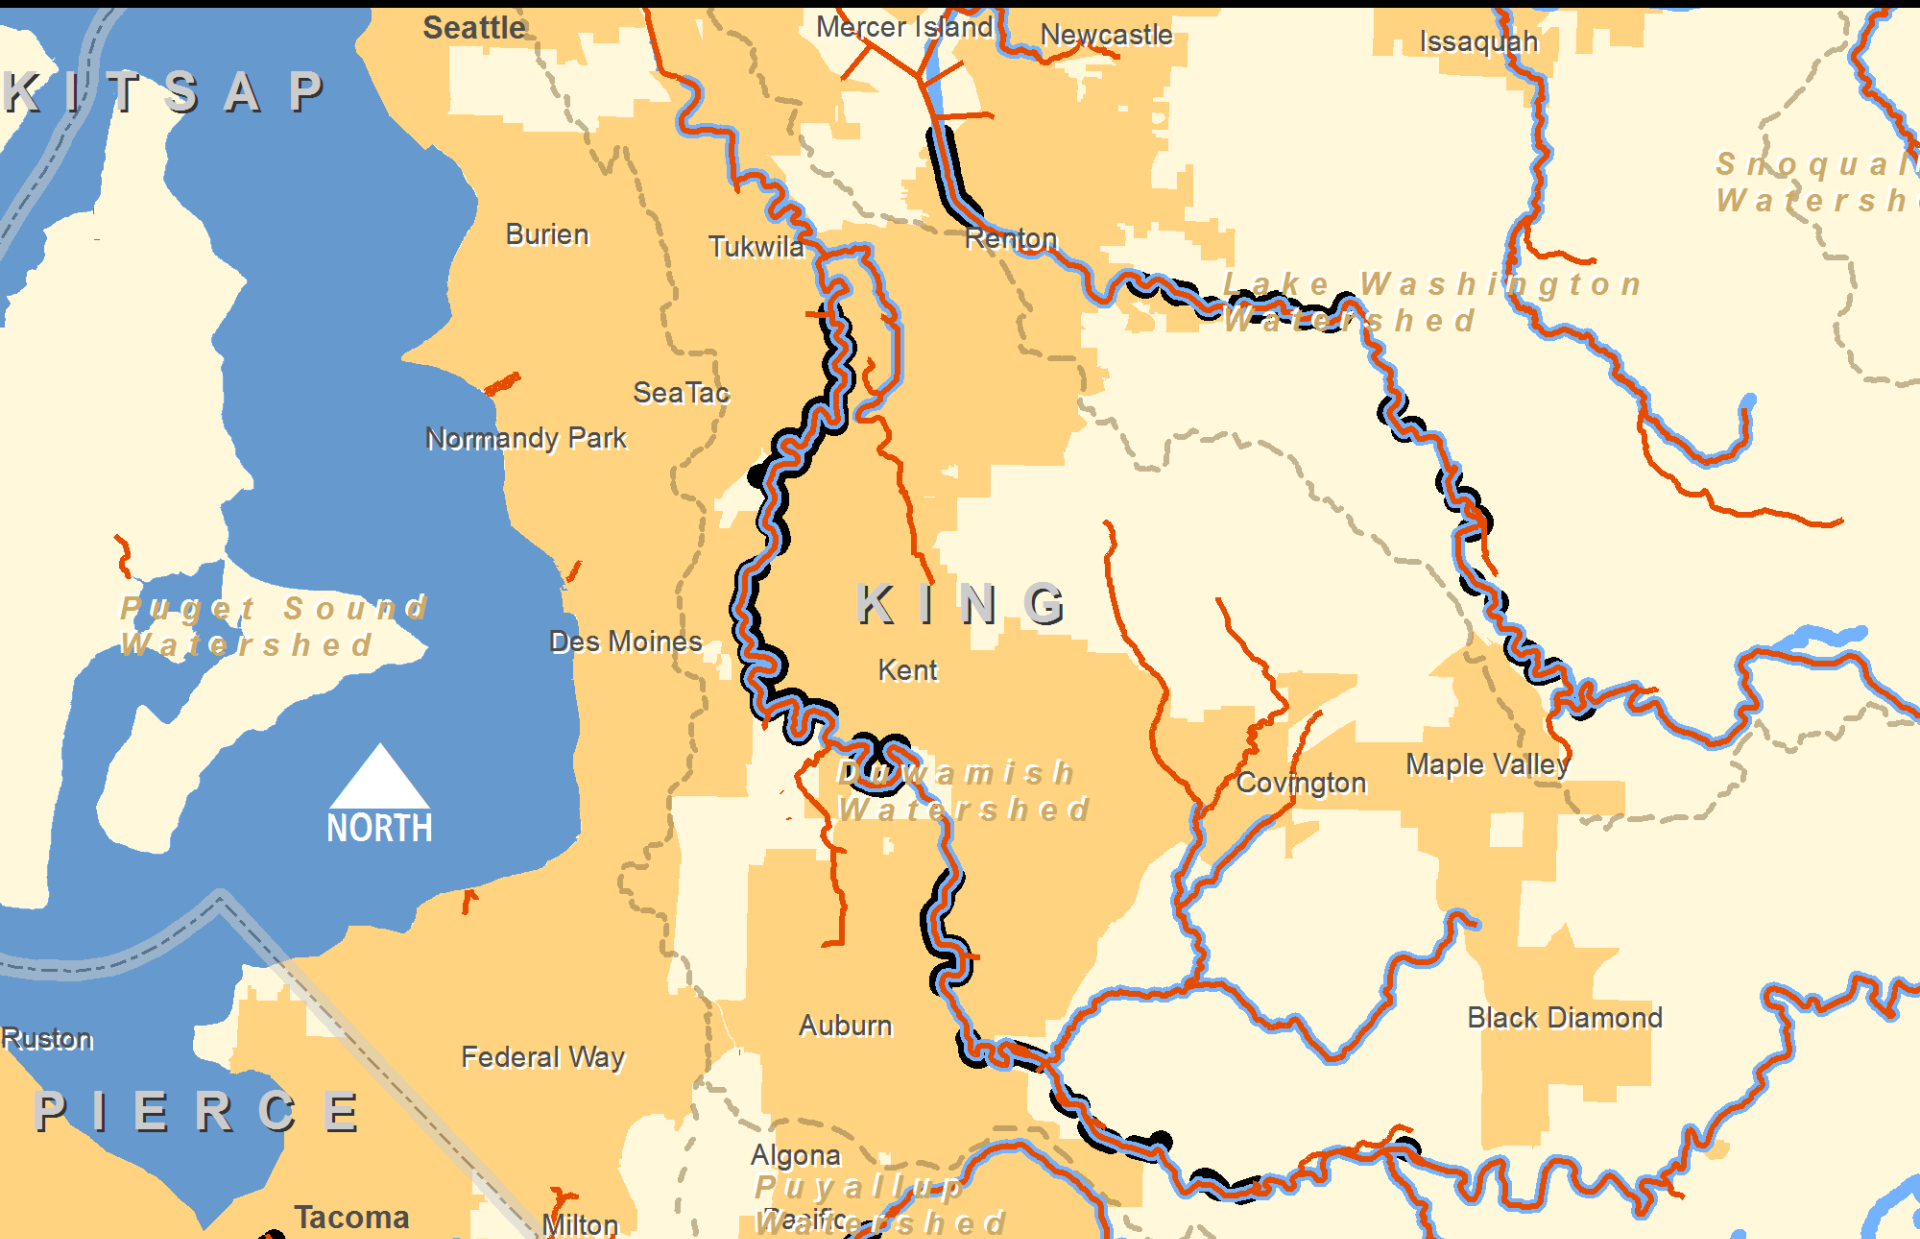 Seattle
Mercer Island
Newcastle
Issaquah
KITSAP
Snoqual
Watersh
Burien
Tukwila
Renton
Lake Washington
Watershed
SeaTac
Normandy Park
Puget Sound
Watershed
KING
Des Moines
Kent
Duwamish
Watershed
Covington
Maple Valley
NORTH
Ruston
Auburn
Black Diamond
Federal Way
PIERCE
Algona
Puyallup
Watershed
Pacific
Tacoma
Milton